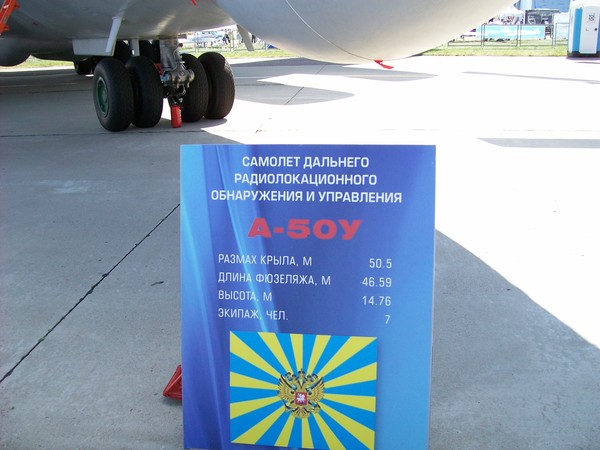 САМОЛЕТ ДАЛЬНЕГО
РАДИОЛОКАЦИОННОГО
ОБНАРУЖЕНИЯ И УПРАВЛЕНИЯ
А-50У
РАЗМАХ КРЫЛА, М 50.5
ДЛИНА ФЮЗЕЛЯЖА, М 46.59
ВЫСОТА, М 14.76
ЭКИПАЖ, ЧЕЛ. 7